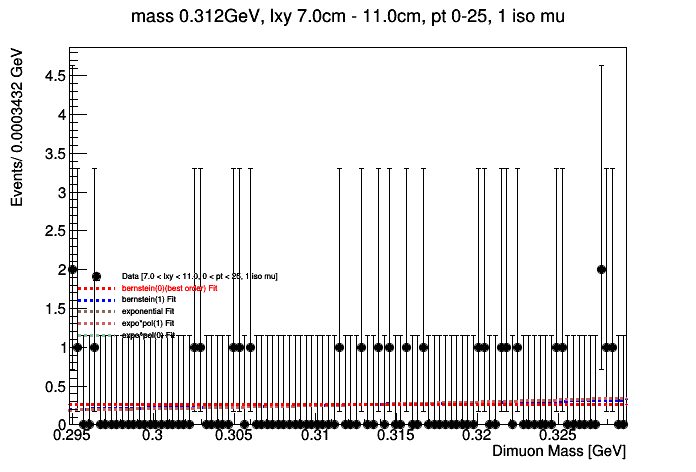 mass 0.312GeV, lxy 7.0cm - 11.0cm, pt 0-25, 1 iso mu
Events/ 0.0003432 GeV
4.5
4
3.5
3
2.5
2
1.5
1
0.5
0
Data [7.0 < lxy < 11.0, 0 < pt < 25, 1 iso mu]
bernstein(0)(best order) Fit
bernstein(1) Fit
exponential Fit
expo*pol(1) Fit
expo*pol(0) Fit
0.295 0.3 0.305 0.31 0.315 0.32 0.325
Dimuon Mass [GeV]